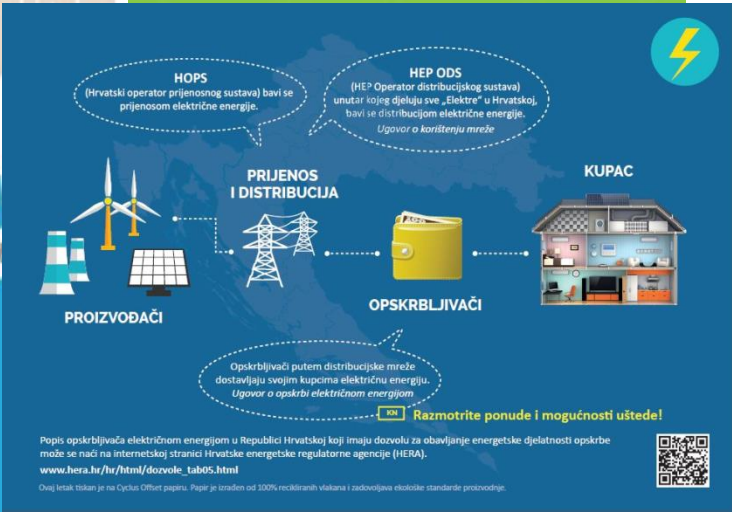 HOPS
(Hrvatski operator prijenosnog sustava) bavi se
prijenosom električne energije.
HEP ODS
(HEP Operator distribucijskog sustava)
unutar kojeg djeluju sve „Elektre“ u Hrvatskoj,
bavi se distribucijom električne energije.
Ugovor o korištenju mreže
PRIJENOS
I DISTRIBUCIJA
KUPAC
PROIZVOĐAČI
OPSKRBLJIVAČI
Opskrbljivači putem distribucijske mreže
dostavljaju svojim kupcima električnu energiju.
Ugovor o opskrbi električnom energijom
KN Razmotrite ponude i mogućnosti uštede!
Popis opskrbljivača električnom energijom u Republici Hrvatskoj koji imaju dozvolu za obavljanje energetske djelatnosti opskrbe
može se naći na internetskoj stranici Hrvatske energetske regulatorne agencije (HERA).
www.hera.hr/hr/html/dozvole_tab05.html
Ovaj letak tiskan je na Cyclus Offset papiru. Papir je izrađen od 100% recikliranih vlakana i zadovoljava ekološke standarde proizvodnje.